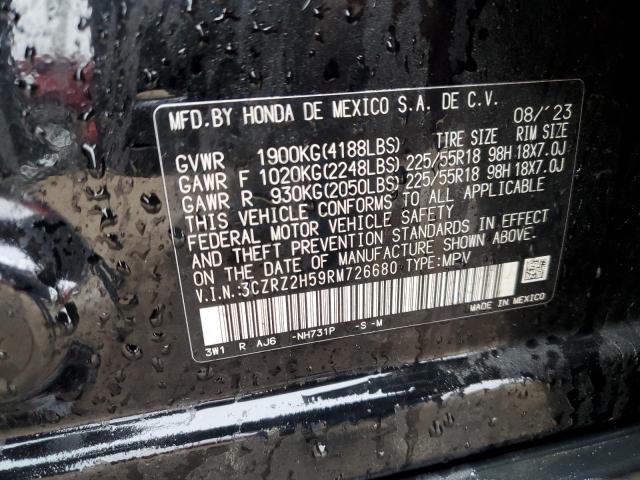 MFD.BY HONDA DE MEXICO S.A. DE C.V. 08/'23
TIRE SIZE RIM SIZE
GVWR 1900KG(4188LBS)
GAWR F 1020KG(2248LBS) 225/55R18 98H 18X7.0J
GAWR R 930KG(2050LBS) 225/55R18 98H 18X7.0J
THIS VEHICLE CONFORMS TO ALL APPLICABLE
FEDERAL MOTOR VEHICLE SAFETY
AND THEFT PREVENTION STANDARDS IN EFFECT
ON THE DATE OF MANUFACTURE SHOWN ABOVE.
V.I.N.:3CZRZ2H59RM726680 TYPE:MPV
3W1 R AJ6 -NH731P -S-M MEXICO